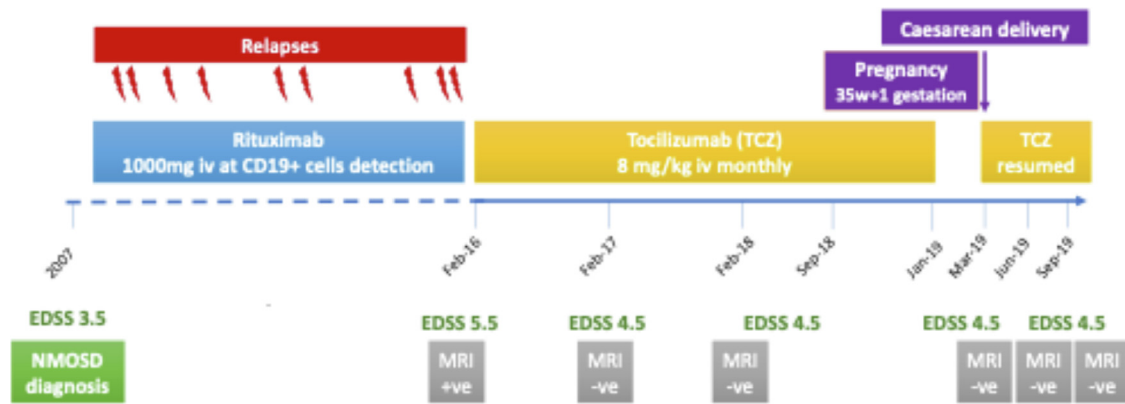 Caesarean delivery
Relapses
Pregnancy
35w+1 gestation
Rituximab
1000mg iv at CD19+ cells detection
Tocilizumab (TCZ)
8 mg/kg iv monthly
TCZ
resumed
2007
Feb-16
Feb-17
Feb-18
Sep-18
Jan-19
Mar-19
Jun-19
Sep-19
EDSS 3.5
EDSS 5.5
EDSS 4.5
EDSS 4.5
EDSS 4.5
EDSS 4.5
NMOSD
diagnosis
MRI
+ve
MRI
-ve
MRI
-ve
MRI
-ve
MRI
-ve
MRI
-ve